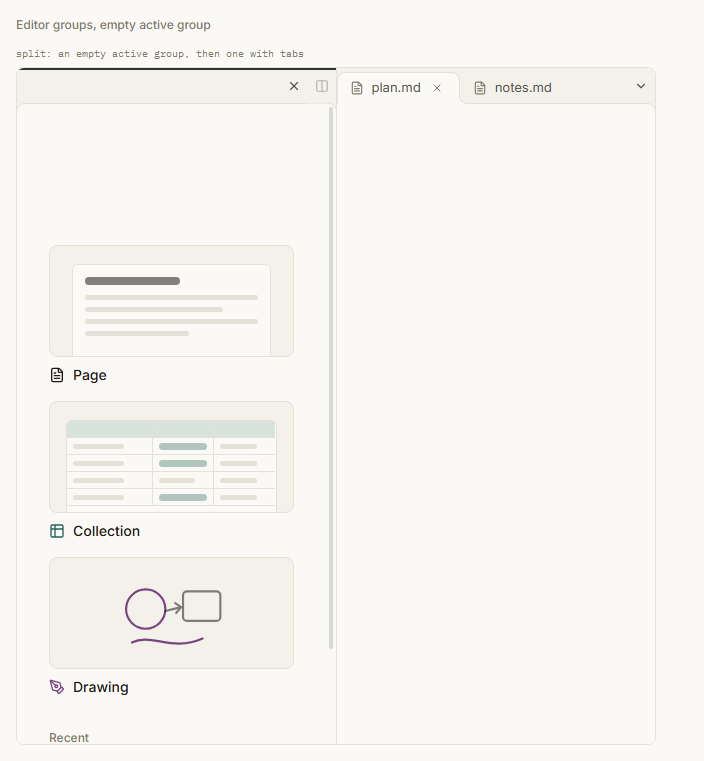 Editor groups, empty active group
split: an empty active group, then one with tabs
plan.md
notes.md
Page
Collection
Drawing
Recent